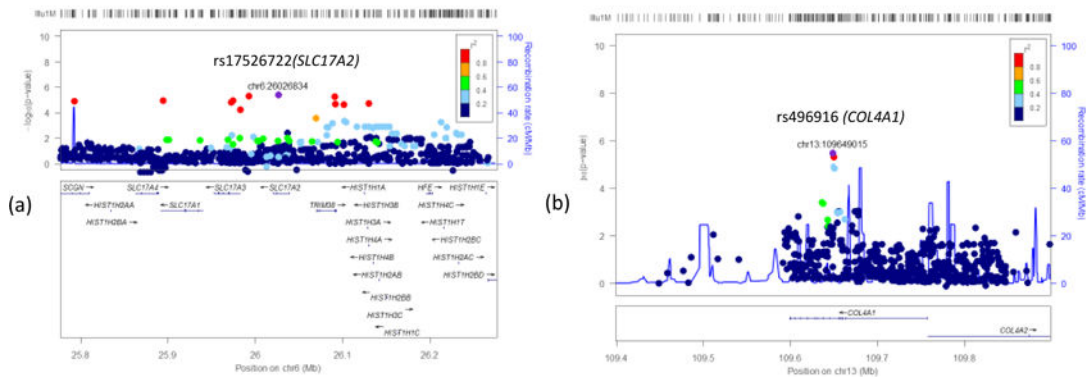 Illu1M
rs17526722(SLC17A2)
chr6:26026834
−log₁₀(p-value)
Recombination rate (cM/Mb)
r²
0.8
0.6
0.4
0.2
10
8
6
4
2
0
100
80
60
40
20
0
(a)
SCGN
SLC17A4
SLC17A3
SLC17A2
HIST1H1A
HFE
HIST1H1E
HIST1H2AA
SLC17A1
TRIM38
HIST1H3B
HIST1H4C
HIST1H2BA
HIST1H3A
HIST1H1T
HIST1H4A
HIST1H2BC
HIST1H4B
HIST1H2AC
HIST1H2AB
HIST1H2BD
HIST1H2BB
HIST1H3C
HIST1H1C
25.8
25.9
26
26.1
26.2
Position on chr6 (Mb)
Illu1M
rs496916 (COL4A1)
chr13:109649015
(p-value)
Recombination rate (cM/Mb)
r²
0.8
0.6
0.4
0.2
10
8
6
4
2
0
100
80
60
40
20
0
(b)
COL4A1
COL4A2
109.4
109.5
109.6
109.7
109.8
Position on chr13 (Mb)